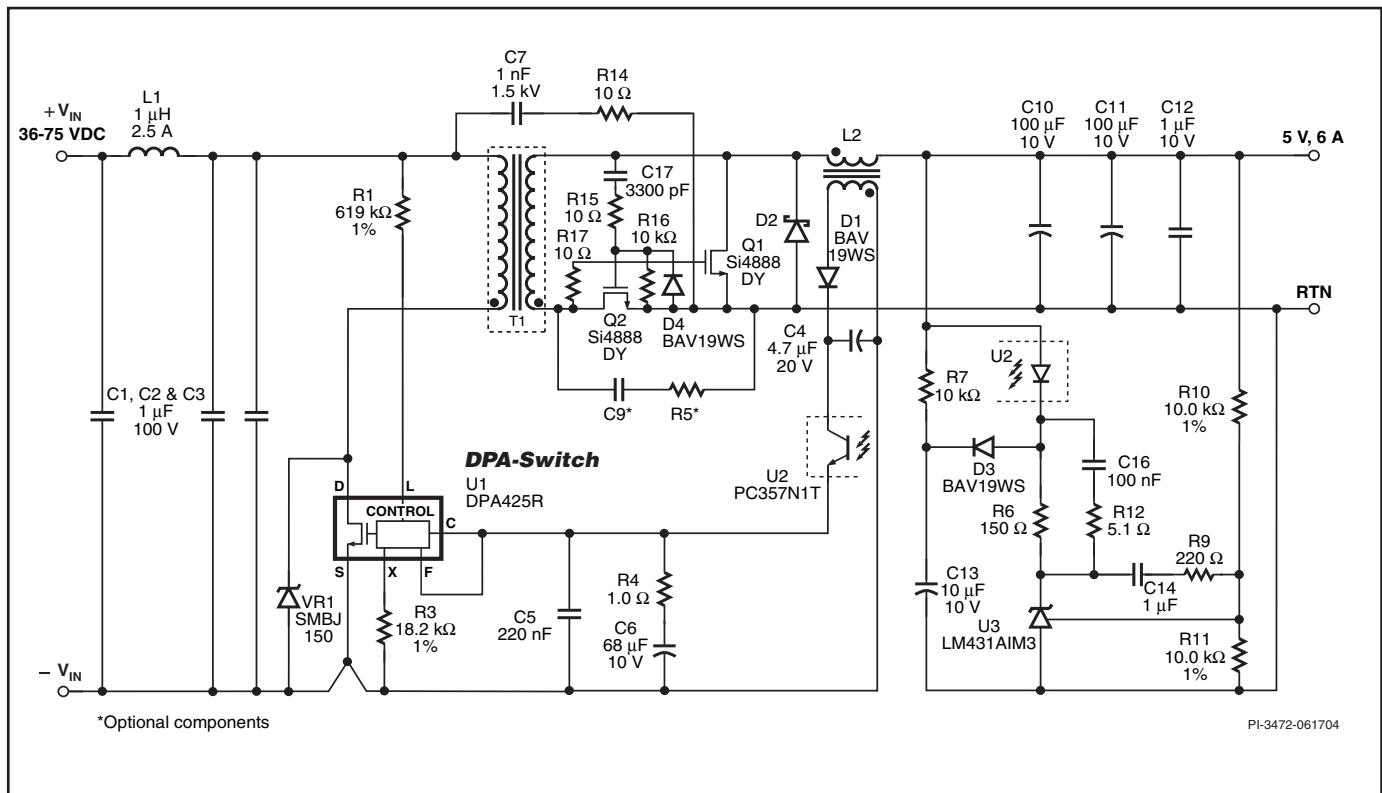 C7
1 nF
1.5 kV
R14
10 Ω
L1
1 µH
2.5 A
+ VIN
36-75 VDC
C10
100 µF
10 V
C11
100 µF
10 V
C12
1 µF
10 V
L2
5 V, 6 A
R1
619 kΩ
1%
C17
3300 pF
R15
10 Ω
R16
10 kΩ
R17
10 Ω
Q1
Si4888
DY
D2
D1
BAV
19WS
T1
Q2
Si4888
DY
D4
BAV19WS
RTN
C4
4.7 µF
20 V
U2
R7
10 kΩ
R10
10.0 kΩ
1%
C1, C2 & C3
1 µF
100 V
C9*
R5*
DPA-Switch
U1
DPA425R
D
L
CONTROL
C
S
X
F
U2
PC357N1T
D3
BAV19WS
C16
100 nF
R6
150 Ω
R12
5.1 Ω
R9
220 Ω
C14
1 µF
C13
10 µF
10 V
U3
LM431AIM3
R11
10.0 kΩ
1%
VR1
SMBJ
150
R3
18.2 kΩ
1%
C5
220 nF
R4
1.0 Ω
C6
68 µF
10 V
− VIN
*Optional components
PI-3472-061704